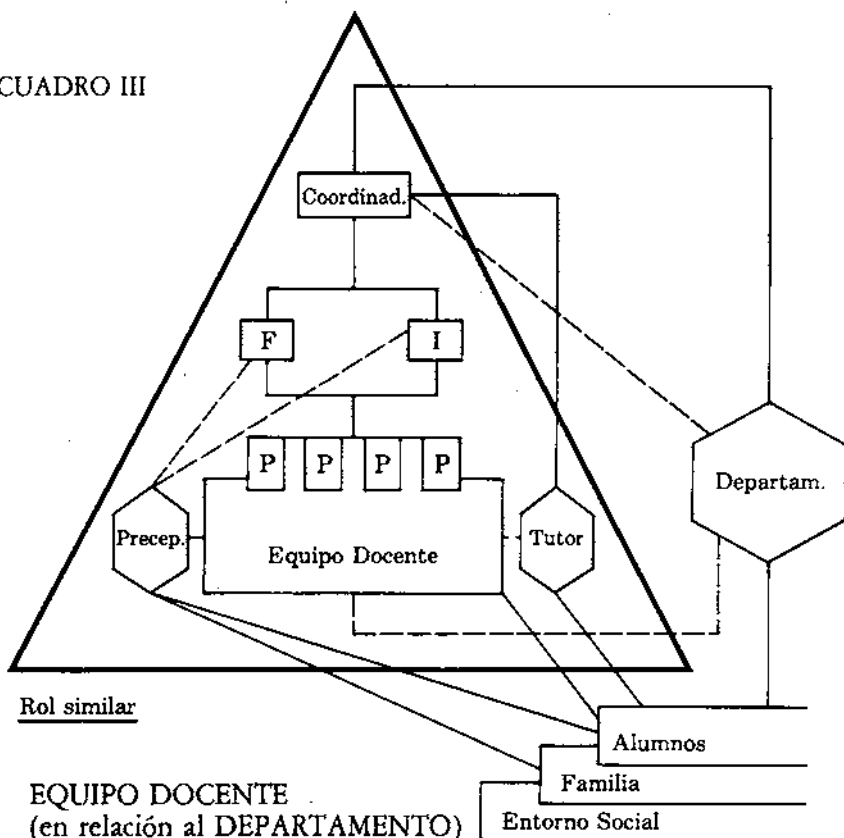 CUADRO III
Coordinad.
F I
P P P P
Precep.
Equipo Docente
Tutor
Departam.
Rol similar
Alumnos
Familia
Entorno Social
EQUIPO DOCENTE
(en relación al DEPARTAMENTO)